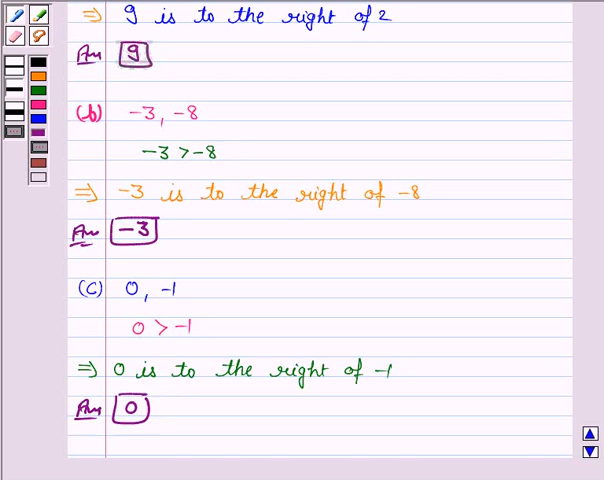 ⇒ 9 is to the right of 2
Ans 9
(b) -3, -8
-3 > -8
⇒ -3 is to the right of -8
Ans -3
(c) 0, -1
0 > -1
⇒ 0 is to the right of -1
Ans 0